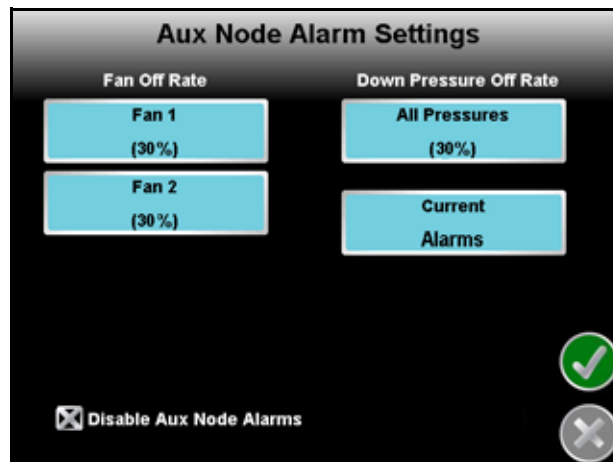 Aux Node Alarm Settings
Fan Off Rate
Down Pressure Off Rate
Fan 1
(30%)
All Pressures
(30%)
Fan 2
(30%)
Current
Alarms
Disable Aux Node Alarms